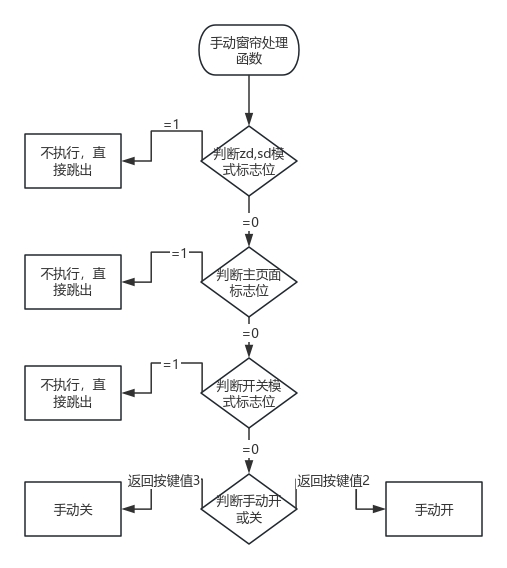 手动窗帘处理
函数
=1
判断zd,sd模
式标志位
不执行，直
接跳出
=0
=1
判断主页面
标志位
不执行，直
接跳出
=0
=1
判断开关模
式标志位
不执行，直
接跳出
=0
返回按键值3
返回按键值2
手动关
判断手动开
或关
手动开